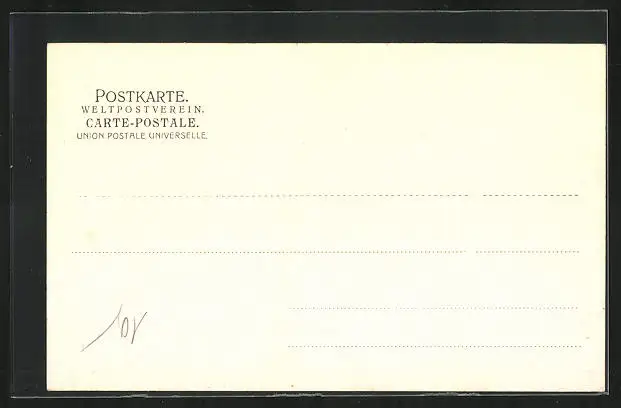 POSTKARTE.
WELTPOSTVEREIN.
CARTE-POSTALE.
UNION POSTALE UNIVERSELLE.